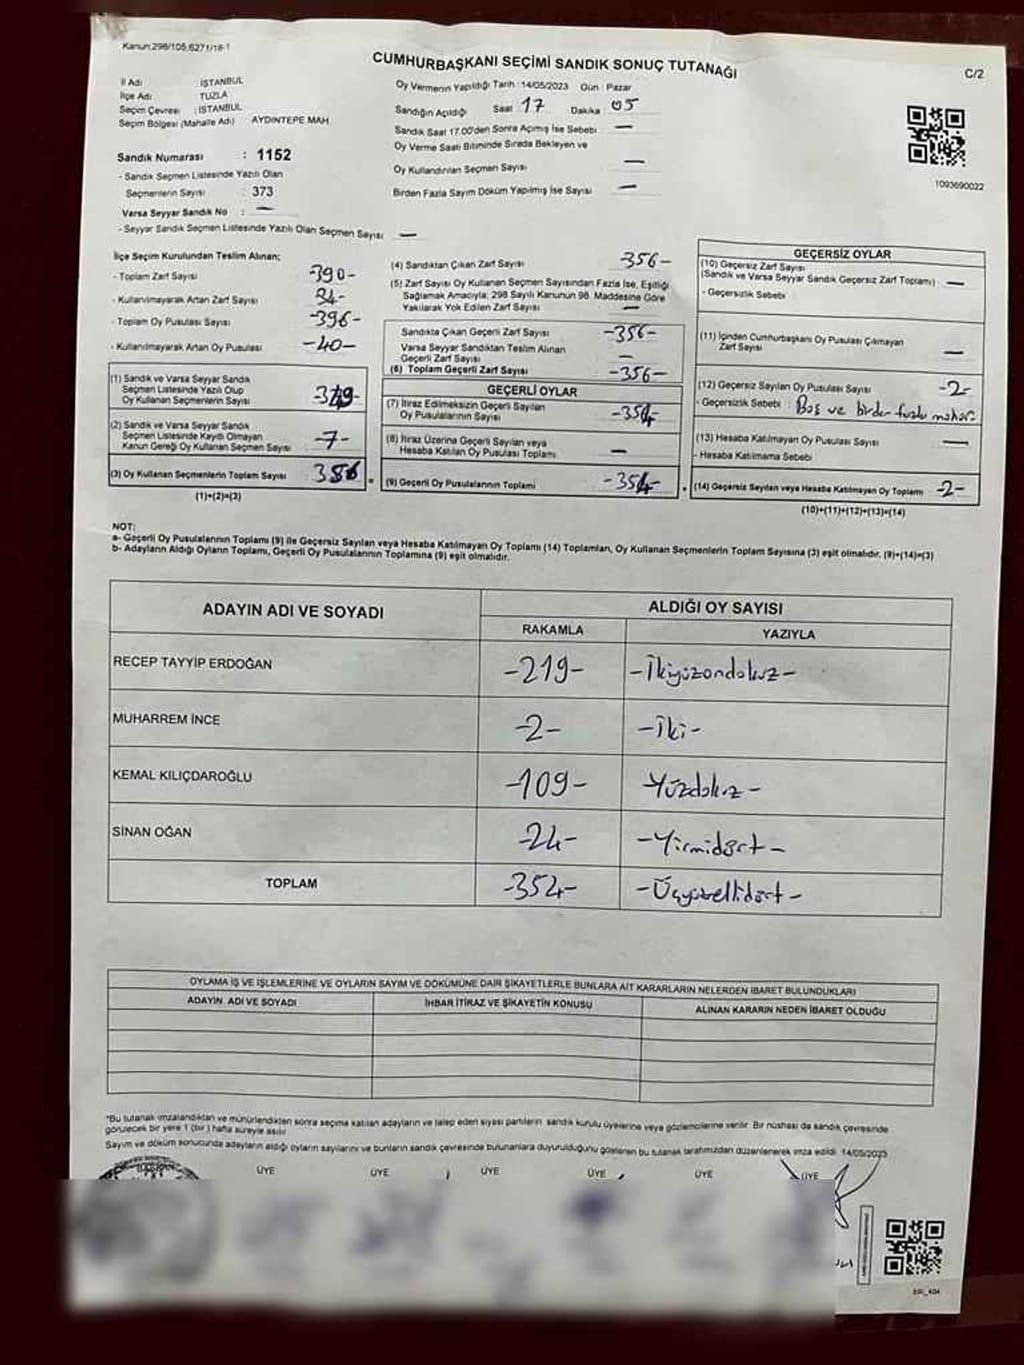 Kanun:298/105,6271/18-1
CUMHURBAŞKANI SEÇİMİ SANDIK SONUÇ TUTANAĞI
C/2
İl Adı : İSTANBUL
İlçe Adı : TUZLA
Seçim Çevresi : İSTANBUL
Seçim Bölgesi (Mahalle Adı) AYDINTEPE MAH.
Sandık Numarası : 1152
- Sandık Seçmen Listesinde Yazılı Olan
Seçmenlerin Sayısı : 373
Varsa Seyyar Sandık No : —
- Seyyar Sandık Seçmen Listesinde Yazılı Olan Seçmen Sayısı —
Oy Vermenin Yapıldığı Tarih : 14/05/2023 Gün : Pazar
Sandığın Açıldığı Saat 17 Dakika 05
Sandık Saat 17.00'den Sonra Açılmış İse Sebebi : —
Oy Verme Saati Bitiminde Sırada Bekleyen ve
Oy Kullandırılan Seçmen Sayısı —
Birden Fazla Sayım Döküm Yapılmış İse Sayısı —
1093690022
İlçe Seçim Kurulundan Teslim Alınan;
- Toplam Zarf Sayısı -390-
- Kullanılmayarak Artan Zarf Sayısı 34-
- Toplam Oy Pusulası Sayısı -396-
- Kullanılmayarak Artan Oy Pusulası -40-
(1) Sandık ve Varsa Seyyar Sandık
Seçmen Listesinde Yazılı Olup
Oy Kullanan Seçmenlerin Sayısı 349-
(2) Sandık ve Varsa Seyyar Sandık
Seçmen Listesinde Kaydı Olmayan
Kanun Gereği Oy Kullanan Seçmen Sayısı -7-
(3) Oy Kullanan Seçmenlerin Toplam Sayısı 356
(1)+(2)=(3)
(4) Sandıktan Çıkan Zarf Sayısı -356-
(5) Zarf Sayısı Oy Kullanan Seçmen Sayısından Fazla İse, Eşitliği
Sağlamak Amacıyla; 298 Sayılı Kanunun 98. Maddesine Göre
Yakılarak Yok Edilen Zarf Sayısı —
Sandıkta Çıkan Geçerli Zarf Sayısı -356-
Varsa Seyyar Sandıktan Teslim Alınan
Geçerli Zarf Sayısı —
(6) Toplam Geçerli Zarf Sayısı -356-
GEÇERLİ OYLAR
(7) İtiraz Edilmeksizin Geçerli Sayılan
Oy Pusulalarının Sayısı -354-
(8) İtiraz Üzerine Geçerli Sayılan veya
Hesaba Katılan Oy Pusulası Toplamı —
(9) Geçerli Oy Pusulalarının Toplamı -354-
GEÇERSİZ OYLAR
(10) Geçersiz Zarf Sayısı
(Sandık ve Varsa Seyyar Sandık Geçersiz Zarf Toplamı) —
- Geçersizlik Sebebi :
(11) İçinden Cumhurbaşkanı Oy Pusulası Çıkmayan
Zarf Sayısı —
(12) Geçersiz Sayılan Oy Pusulası Sayısı -2-
- Geçersizlik Sebebi : Boş ve birden fazla mühür
(13) Hesaba Katılmayan Oy Pusulası Sayısı —
- Hesaba Katılmama Sebebi
(14) Geçersiz Sayılan veya Hesaba Katılmayan Oy Toplamı -2-
(10)+(11)+(12)+(13)=(14)
NOT:
a- Geçerli Oy Pusulalarının Toplamı (9) ile Geçersiz Sayılan veya Hesaba Katılmayan Oy Toplamı (14) Toplamları, Oy Kullanan Seçmenlerin Toplam Sayısına (3) eşit olmalıdır. (9)+(14)=(3)
b- Adayların Aldığı Oyların Toplamı, Geçerli Oy Pusulalarının Toplamına (9) eşit olmalıdır.
ADAYIN ADI VE SOYADI
ALDIĞI OY SAYISI
RAKAMLA YAZIYLA
RECEP TAYYİP ERDOĞAN -219- -İkiyüzondokuz-
MUHARREM İNCE -2- -İki-
KEMAL KILIÇDAROĞLU -109- -Yüzdokuz-
SİNAN OĞAN -24- -Yirmidört-
TOPLAM -354- -Üçyüzellidört-
OYLAMA İŞ VE İŞLEMLERİNE VE OYLARIN SAYIM VE DÖKÜMÜNE DAİR ŞİKAYETLERLE BUNLARA AİT KARARLARIN NELERDEN İBARET BULUNDUKLARI
ADAYIN ADI VE SOYADI İHBAR İTİRAZ VE ŞİKAYETİN KONUSU ALINAN KARARIN NEDEN İBARET OLDUĞU
*Bu tutanak imzalandıktan ve mühürlendikten sonra seçime katılan adayların ve talep eden siyasi partilerin sandık kurulu üyelerine veya gözlemcilerine verilir. Bir nüshası da sandık çevresinde
görülecek bir yere 1 (bir) hafta süreyle asılır.
Sayım ve döküm sonucunda adayların aldığı oyların sayılarını ve bunların sandık çevresinde bulunanlara duyurulduğunu gösteren bu tutanak tarafımızdan düzenlenerek imza edildi. 14/05/2023
BAŞKAN ÜYE ÜYE ÜYE ÜYE ÜYE ÜYE